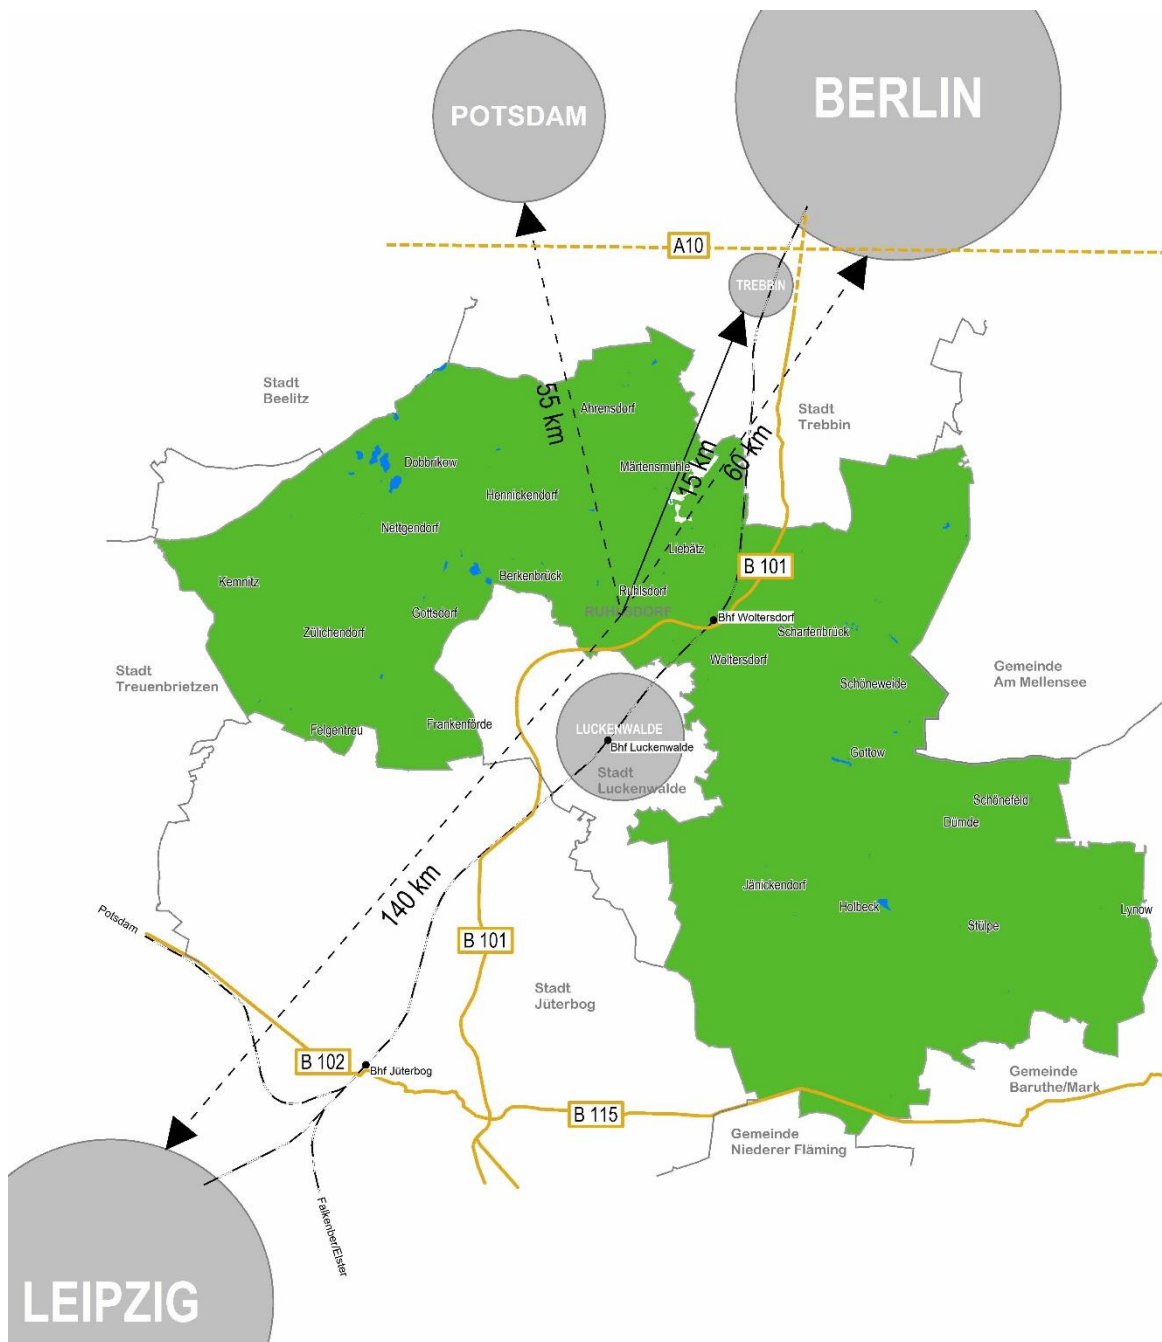 POTSDAM
BERLIN
A10
TREBBIN
Stadt
Beelitz
55 km
Ahrensdorf
Stadt
Trebbin
15 km
60 km
Dobbrikow
Märtensmühle
Hennickendorf
Nettgendorf
Liebätz
B 101
Kemnitz
Berkenbrück
Ruhlsdorf
RUHLSDORF
Gottsdorf
Bhf Woltersdorf
Zülichendorf
Scharfenbrück
Woltersdorf
Stadt
Treuenbrietzen
Gemeinde
Am Mellensee
Schöneweide
Felgentreu
Frankenförde
LUCKENWALDE
Bhf Luckenwalde
Stadt
Luckenwalde
Gottow
Schönefeld
Dümde
140 km
Jänickendorf
Holbeck
Lynow
Stülpe
Potsdam
B 101
Stadt
Jüterbog
B 102
Bhf Jüterbog
Gemeinde
Baruthe/Mark
B 115
Gemeinde
Niederer Fläming
Falkenber/Elster
LEIPZIG